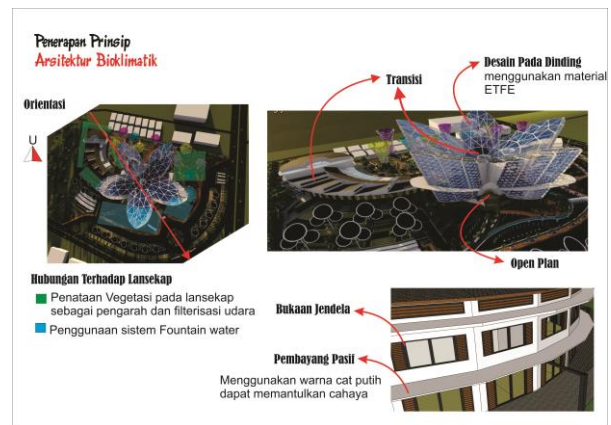 Penerapan Prinsip
Arsitektur Bioklimatik
Orientasi
U
Transisi
Desain Pada Dinding
menggunakan material
ETFE
Open Plan
Hubungan Terhadap Lansekap
Penataan Vegetasi pada lansekap
sebagai pengarah dan filterisasi udara
Penggunaan sistem Fountain water
Bukaan Jendela
Pembayang Pasif
Menggunakan warna cat putih
dapat memantulkan cahaya